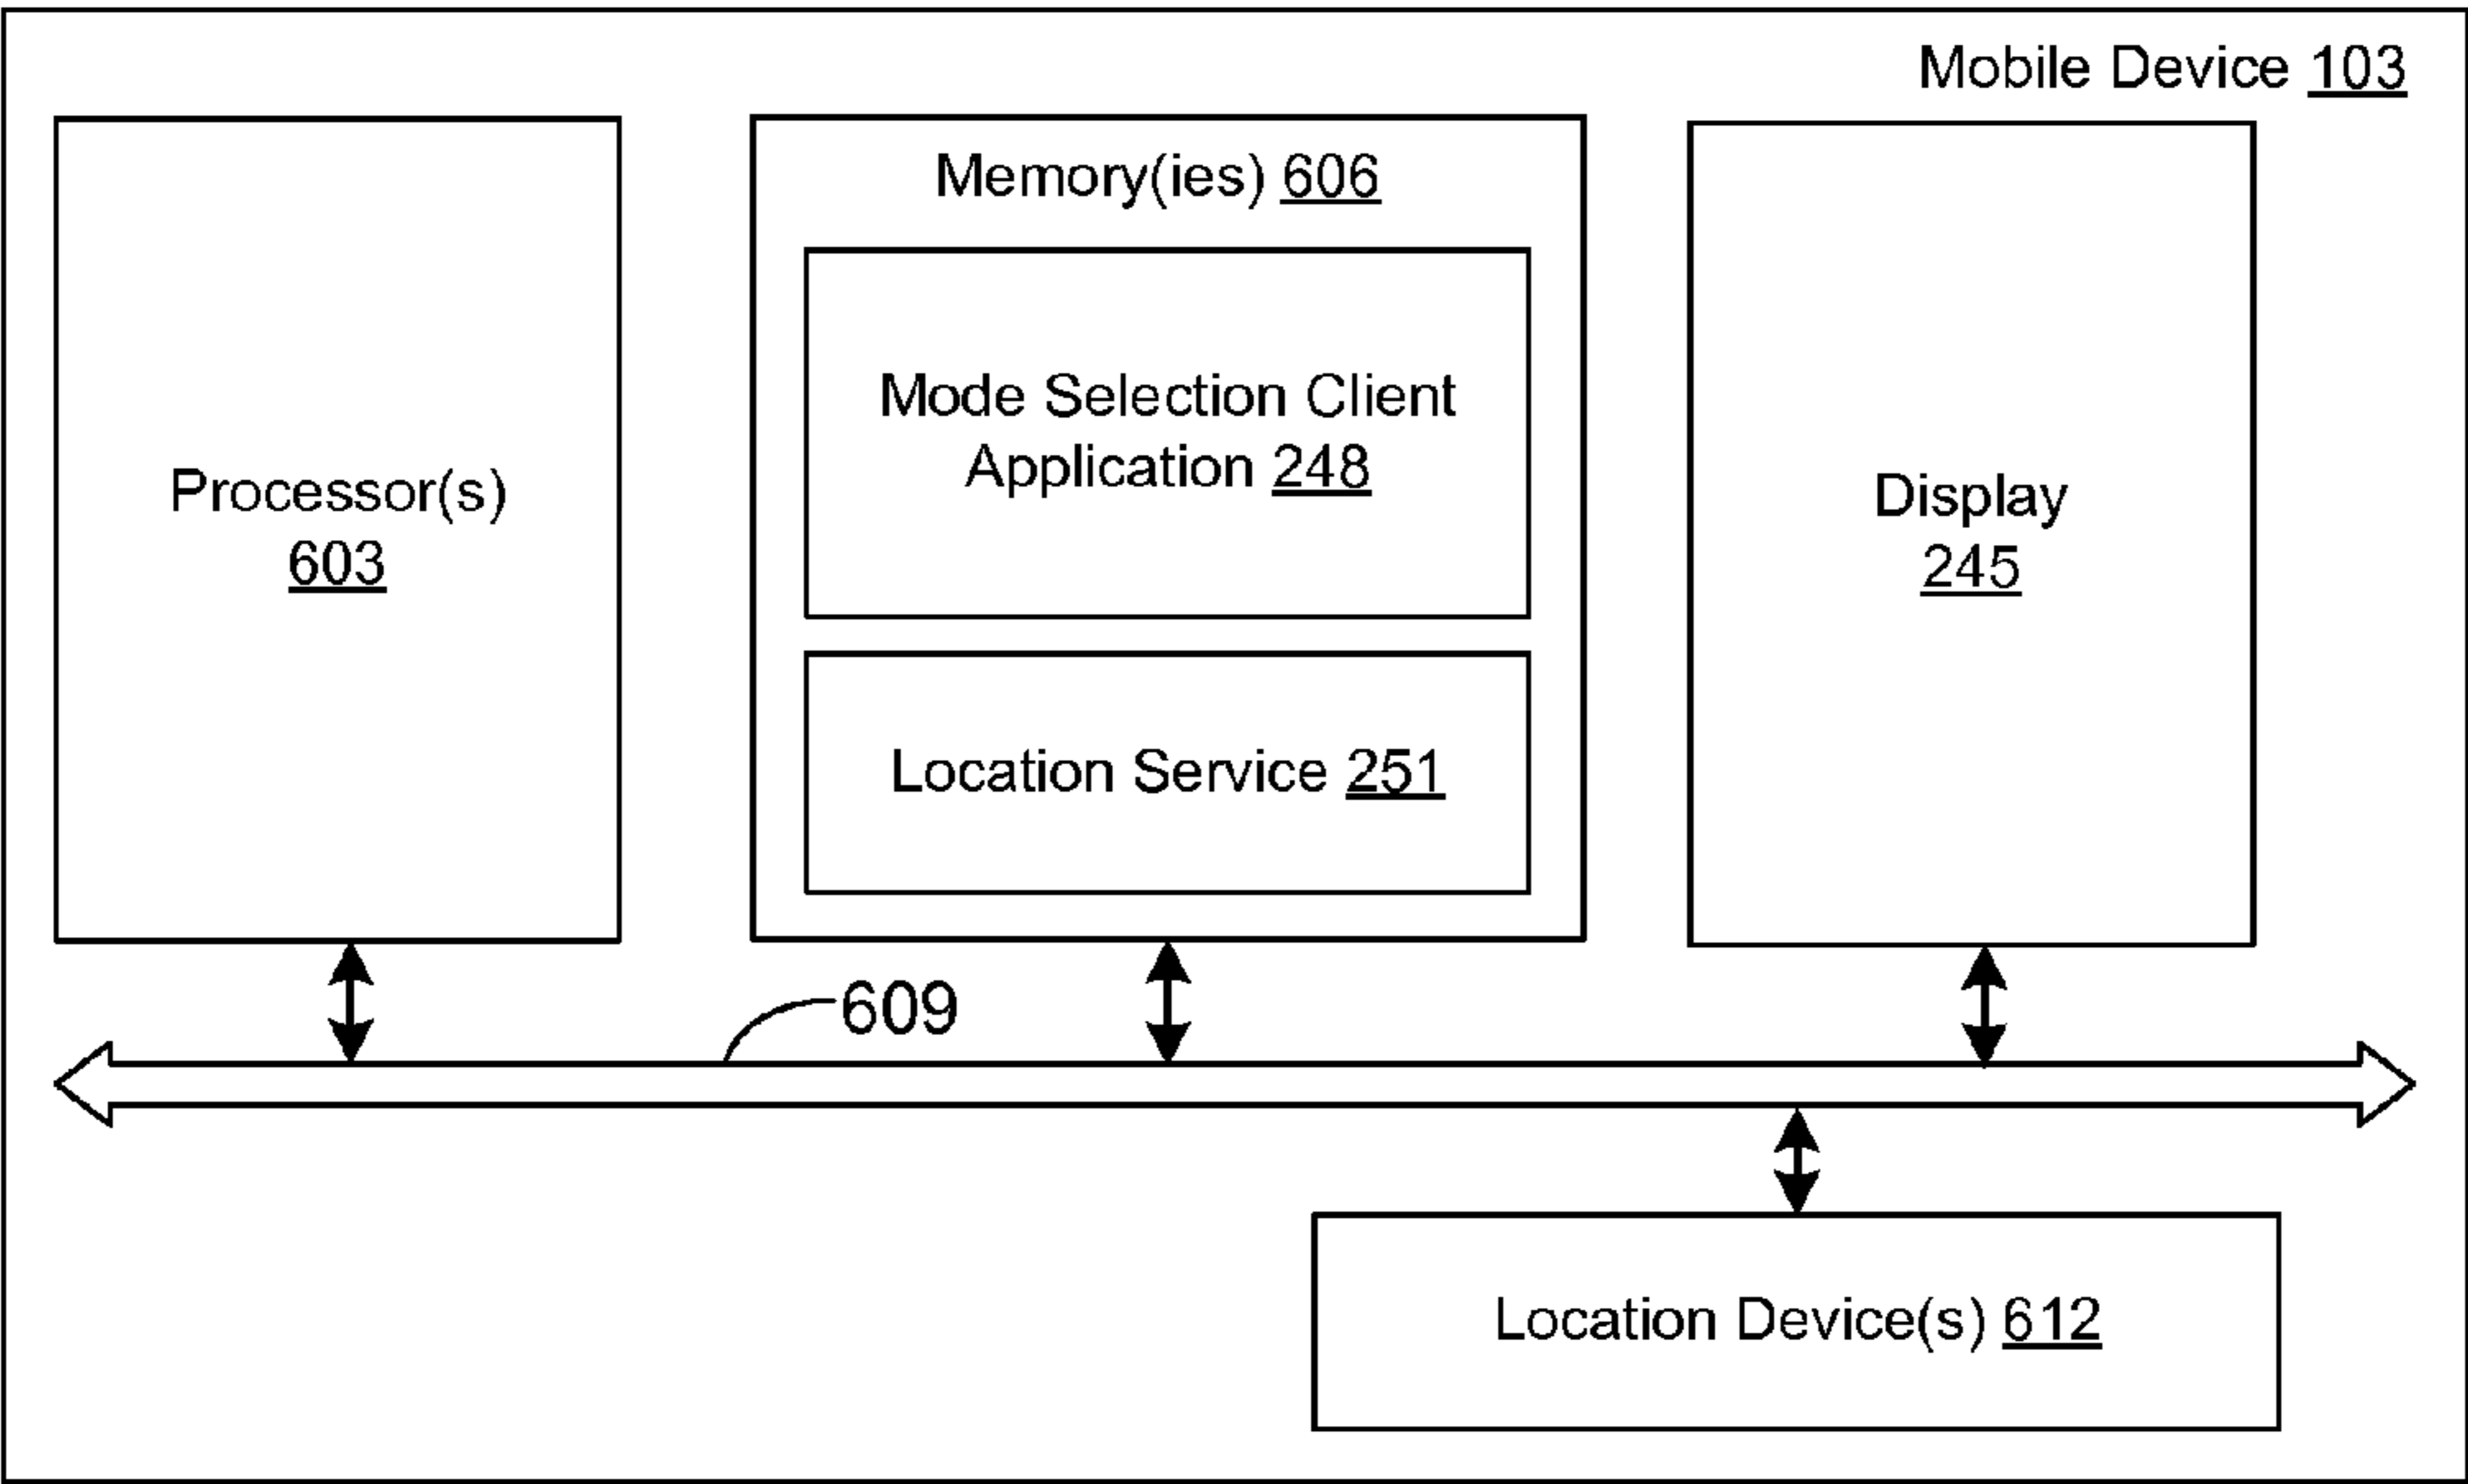 Mobile Device 103
Processor(s)
603
Memory(ies) 606
Mode Selection Client
Application 248
Location Service 251
Display
245
609
Location Device(s) 612